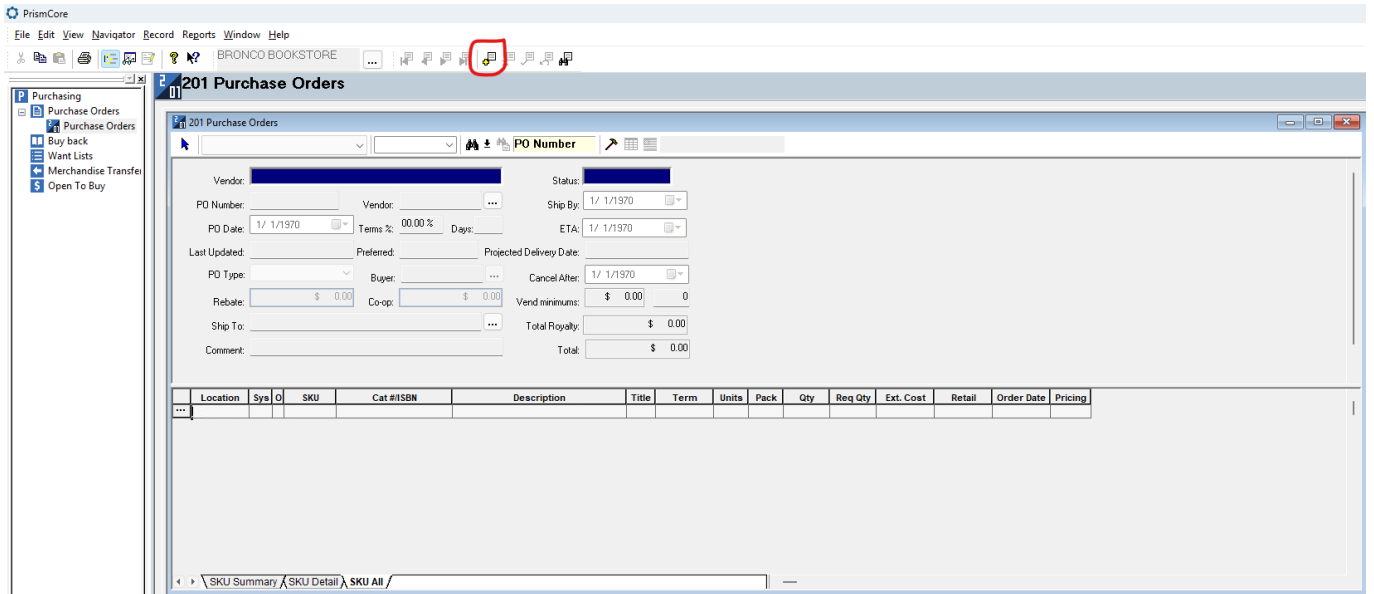 PrismCore
File Edit View Navigator Record Reports Window Help
BRONCO BOOKSTORE ...
201 Purchase Orders
P Purchasing
Purchase Orders
Purchase Orders
Buy back
Want Lists
Merchandise Transfer
$ Open To Buy
201 Purchase Orders
PO Number
Vendor: Status:
PO Number: Vendor: ... Ship By: 1/ 1/1970
PO Date: 1/ 1/1970 Terms %: 00.00 % Days: ETA: 1/ 1/1970
Last Updated: Preferred: Projected Delivery Date:
PO Type: Buyer: ... Cancel After: 1/ 1/1970
Rebate: $ 0.00 Co-op: $ 0.00 Vend minimums: $ 0.00 0
Ship To: ... Total Royalty: $ 0.00
Comment: Total: $ 0.00
Location Sys O SKU Cat #/ISBN Description Title Term Units Pack Qty Req Qty Ext. Cost Retail Order Date Pricing
...
SKU Summary SKU Detail SKU All